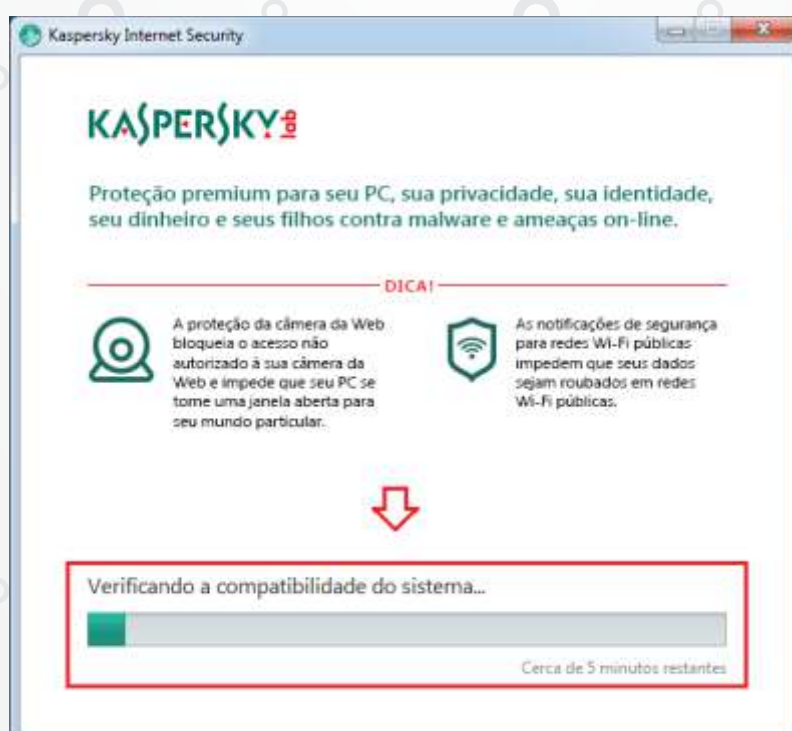 Kaspersky Internet Security
KASPERSKY lab
Proteção premium para seu PC, sua privacidade, sua identidade,
seu dinheiro e seus filhos contra malware e ameaças on-line.
DICA!
A proteção da câmera da Web
bloqueia o acesso não
autorizado à sua câmera da
Web e impede que seu PC se
torne uma janela aberta para
seu mundo particular.
As notificações de segurança
para redes Wi-Fi públicas
impedem que seus dados
sejam roubados em redes
Wi-Fi públicas.
Verificando a compatibilidade do sistema...
Cerca de 5 minutos restantes